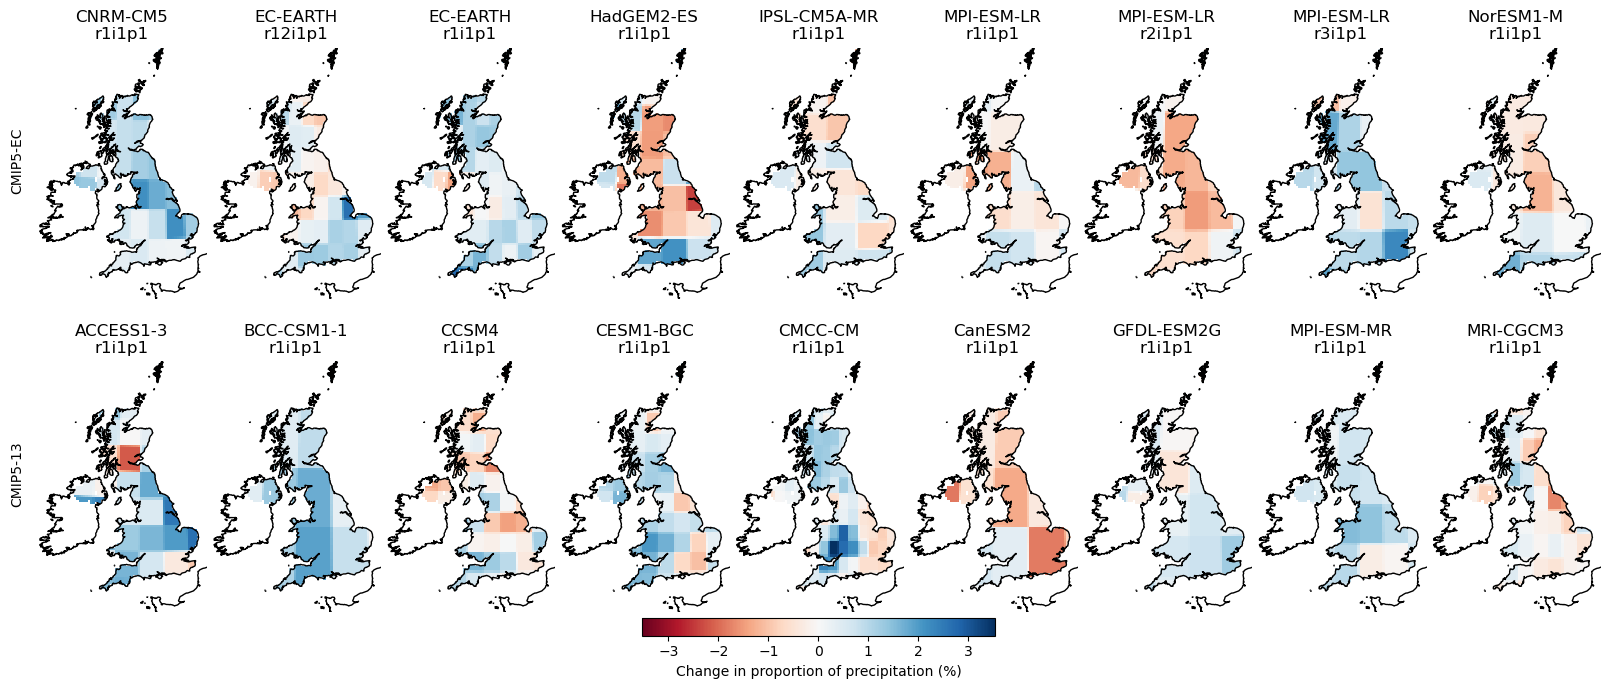 CNRM-CM5 EC-EARTH EC-EARTH HadGEM2-ES IPSL-CM5A-MR MPI-ESM-LR MPI-ESM-LR MPI-ESM-LR NorESM1-M
r1i1p1 r12i1p1 r1i1p1 r1i1p1 r1i1p1 r1i1p1 r2i1p1 r3i1p1 r1i1p1
CMIP5-EC
ACCESS1-3 BCC-CSM1-1 CCSM4 CESM1-BGC CMCC-CM CanESM2 GFDL-ESM2G MPI-ESM-MR MRI-CGCM3
r1i1p1 r1i1p1 r1i1p1 r1i1p1 r1i1p1 r1i1p1 r1i1p1 r1i1p1 r1i1p1
CMIP5-13
−3 −2 −1 0 1 2 3
Change in proportion of precipitation (%)